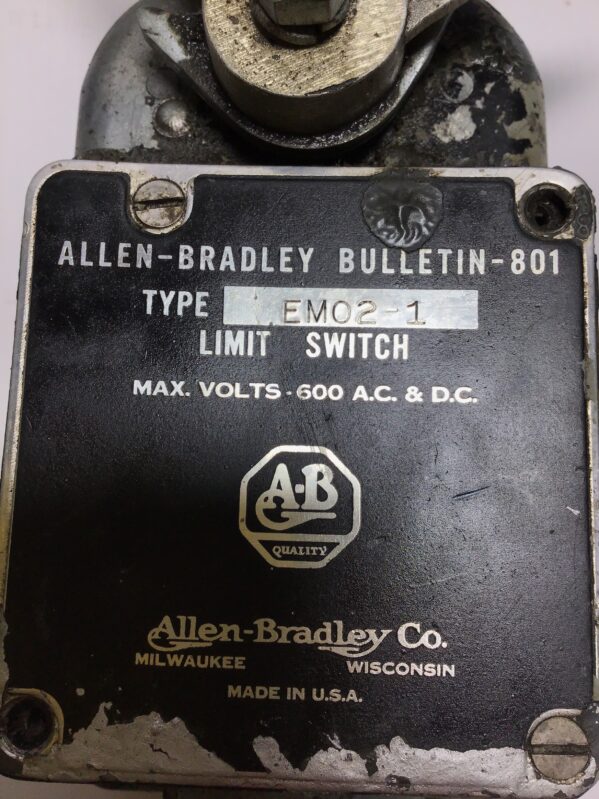 ALLEN-BRADLEY BULLETIN-801
TYPE EM02-1
LIMIT SWITCH
MAX. VOLTS-600 A.C. & D.C.
A-B
QUALITY
Allen-Bradley Co.
MILWAUKEE WISCONSIN
MADE IN U.S.A.